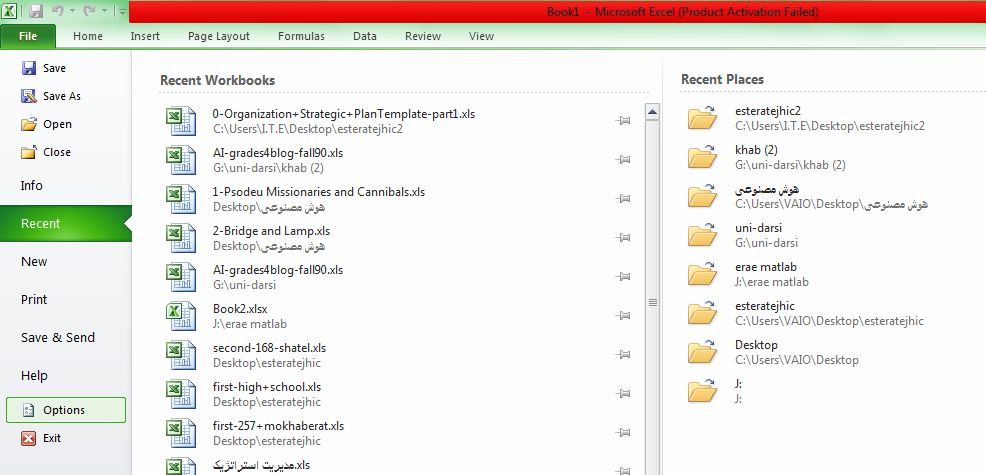 Book1 - Microsoft Excel (Product Activation Failed)
File Home Insert Page Layout Formulas Data Review View
Save
Save As
Open
Close
Info
Recent
New
Print
Save & Send
Help
Options
Exit
Recent Workbooks
0-Organization+Strategic+PlanTemplate-part1.xls
C:\Users\I.T.E\Desktop\esteratejhic2
AI-grades4blog-fall90.xls
G:\uni-darsi\khab (2)
1-Psodeu Missionaries and Cannibals.xls
Desktop\هوش مصنوعی
2-Bridge and Lamp.xls
Desktop\هوش مصنوعی
AI-grades4blog-fall90.xls
G:\uni-darsi
Book2.xlsx
J:\erae matlab
second-168-shatel.xls
Desktop\esteratejhic
first-high+school.xls
Desktop\esteratejhic
first-257+mokhaberat.xls
Desktop\esteratejhic
مدیریت استراتژیک.xls
Recent Places
esteratejhic2
C:\Users\I.T.E\Desktop\esteratejhic2
khab (2)
G:\uni-darsi\khab (2)
هوش مصنوعی
C:\Users\VAIO\Desktop\هوش مصنوعی
uni-darsi
G:\uni-darsi
erae matlab
J:\erae matlab
esteratejhic
C:\Users\VAIO\Desktop\esteratejhic
Desktop
C:\Users\VAIO\Desktop
J:
J: